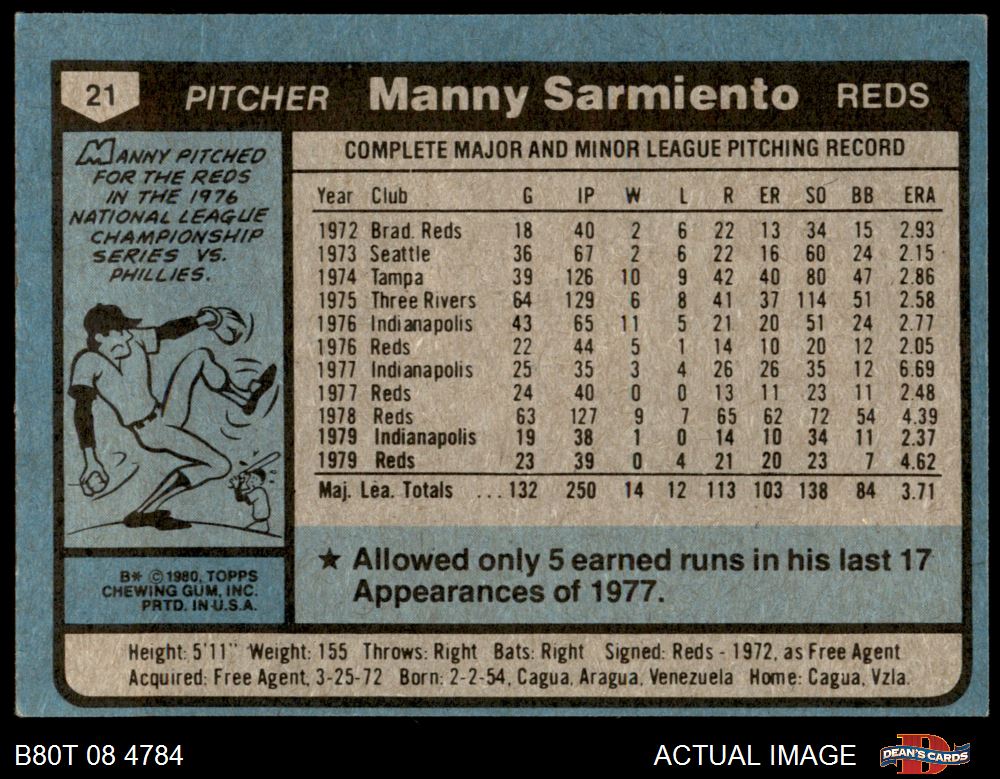 21 PITCHER Manny Sarmiento REDS
MANNY PITCHED
FOR THE REDS
IN THE 1976
NATIONAL LEAGUE
CHAMPIONSHIP
SERIES VS.
PHILLIES.
B* © 1980, TOPPS
CHEWING GUM, INC.
PRTD. IN U.S.A.
COMPLETE MAJOR AND MINOR LEAGUE PITCHING RECORD
Year Club G IP W L R ER SO BB ERA
1972 Brad. Reds 18 40 2 6 22 13 34 15 2.93
1973 Seattle 36 67 2 6 22 16 60 24 2.15
1974 Tampa 39 126 10 9 42 40 80 47 2.86
1975 Three Rivers 64 129 6 8 41 37 114 51 2.58
1976 Indianapolis 43 65 11 5 21 20 51 24 2.77
1976 Reds 22 44 5 1 14 10 20 12 2.05
1977 Indianapolis 25 35 3 4 26 26 35 12 6.69
1977 Reds 24 40 0 0 13 11 23 11 2.48
1978 Reds 63 127 9 7 65 62 72 54 4.39
1979 Indianapolis 19 38 1 0 14 10 34 11 2.37
1979 Reds 23 39 0 4 21 20 23 7 4.62
Maj. Lea. Totals ... 132 250 14 12 113 103 138 84 3.71
★ Allowed only 5 earned runs in his last 17
Appearances of 1977.
Height: 5'11" Weight: 155 Throws: Right Bats: Right Signed: Reds - 1972, as Free Agent
Acquired: Free Agent, 3-25-72 Born: 2-2-54, Cagua, Aragua, Venezuela Home: Cagua, Vzla.
B80T 08 4784 ACTUAL IMAGE DEAN'S CARDS